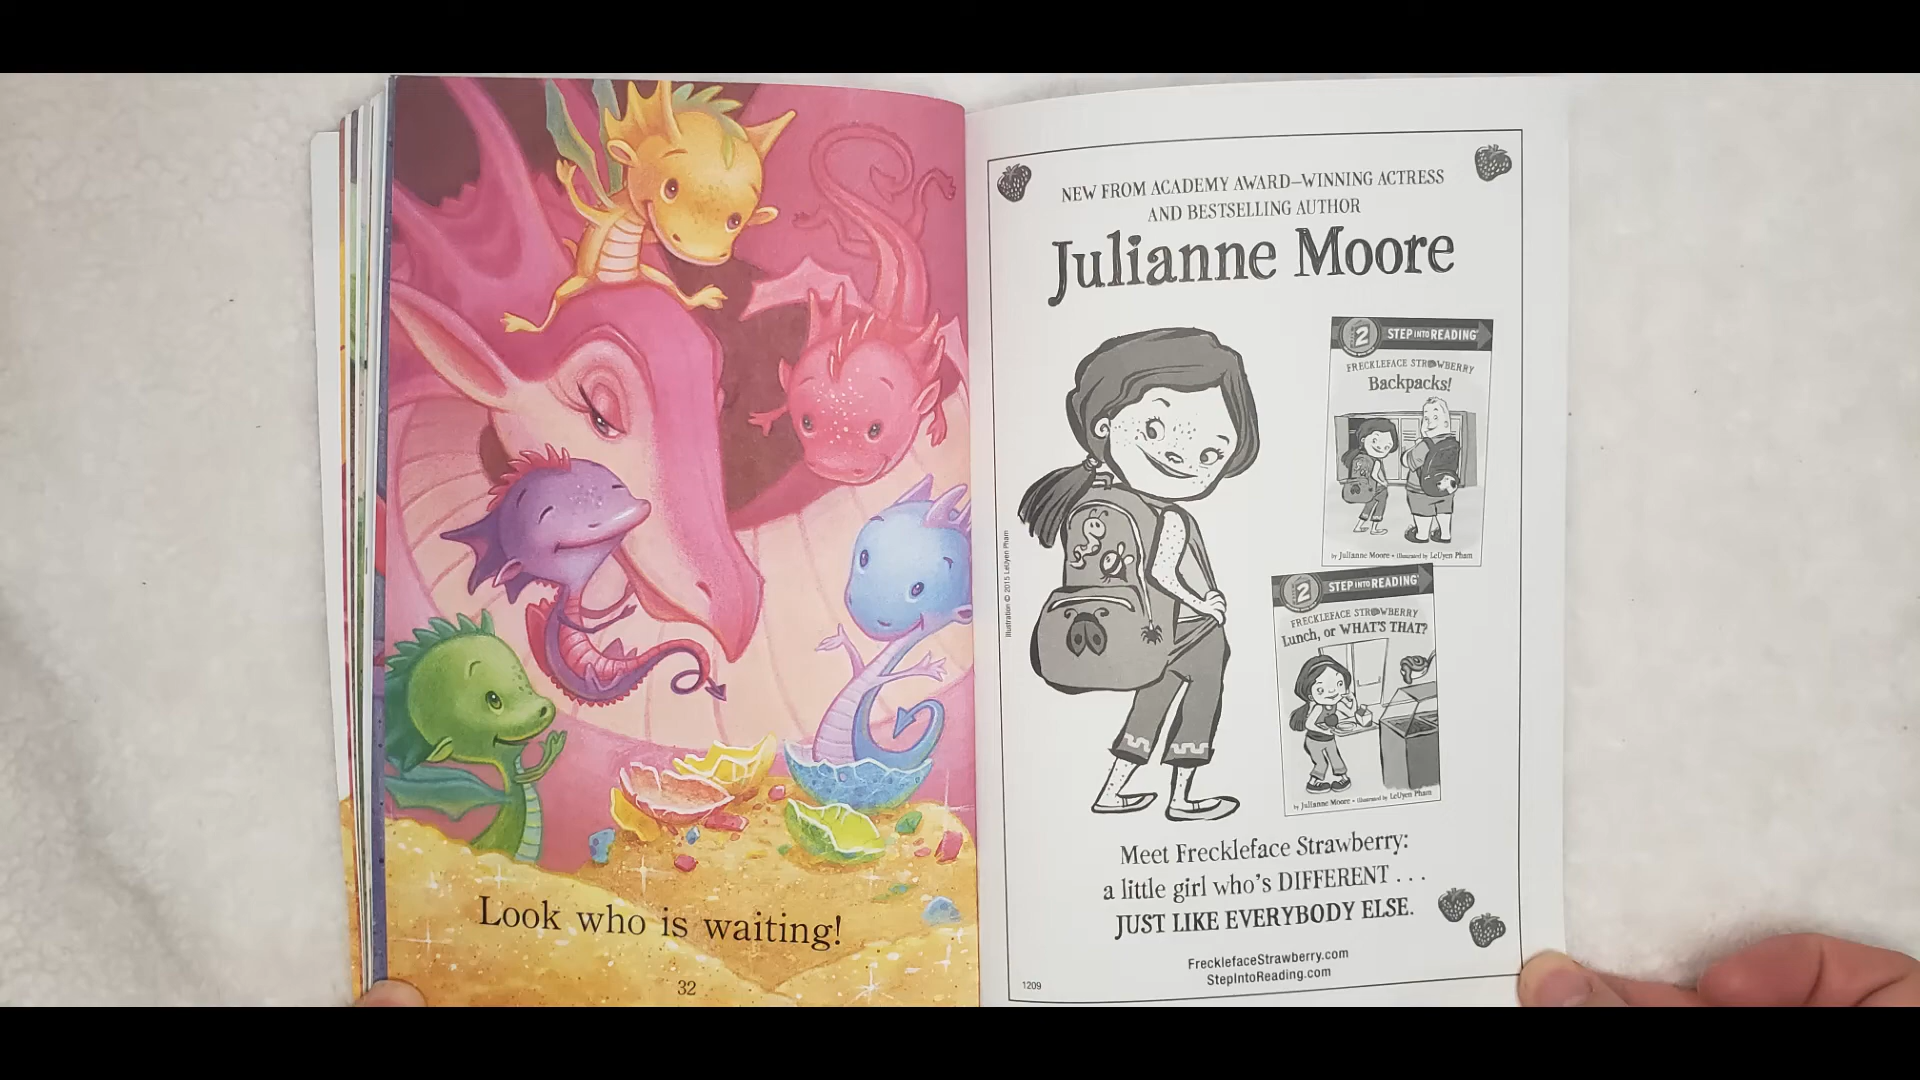 Look who is waiting!
32
NEW FROM ACADEMY AWARD–WINNING ACTRESS
AND BESTSELLING AUTHOR
Julianne Moore
2 STEP INTO READING
FRECKLEFACE STRAWBERRY
Backpacks!
by Julianne Moore • illustrated by LeUyen Pham
2 STEP INTO READING
FRECKLEFACE STRAWBERRY
Lunch, or WHAT'S THAT?
by Julianne Moore • illustrated by LeUyen Pham
Illustration © 2015 LeUyen Pham
Meet Freckleface Strawberry:
a little girl who's DIFFERENT . . .
JUST LIKE EVERYBODY ELSE.
FrecklefaceStrawberry.com
StepIntoReading.com
1209